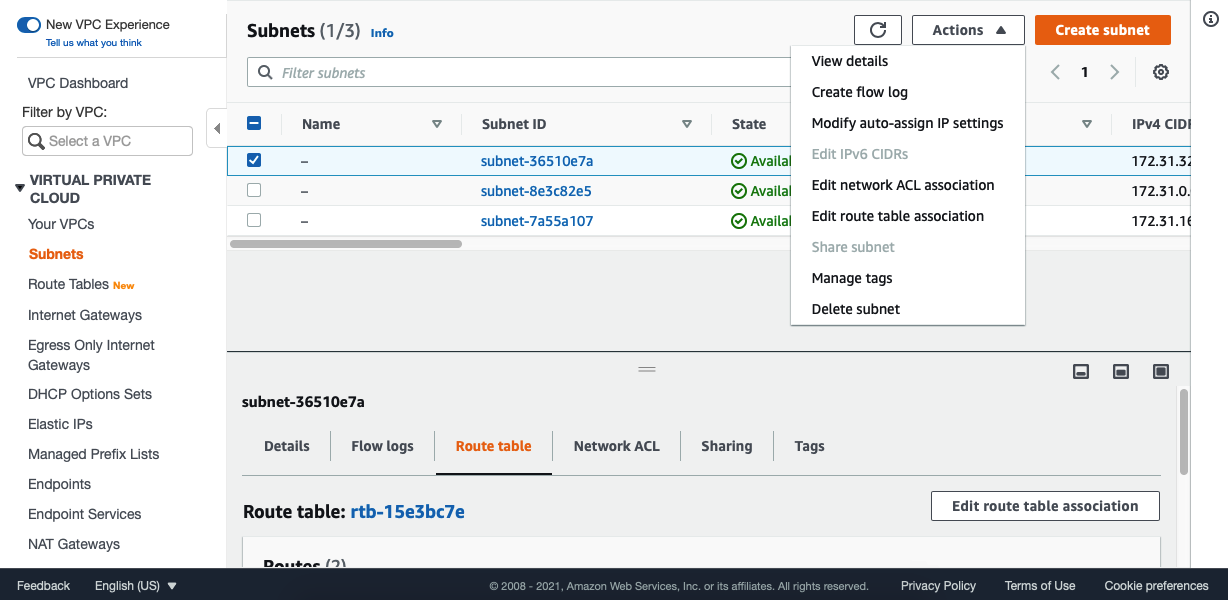 New VPC Experience
Tell us what you think
VPC Dashboard
Filter by VPC:
Select a VPC
VIRTUAL PRIVATE
CLOUD
Your VPCs
Subnets
Route Tables New
Internet Gateways
Egress Only Internet
Gateways
DHCP Options Sets
Elastic IPs
Managed Prefix Lists
Endpoints
Endpoint Services
NAT Gateways
Subnets (1/3) Info
Actions
Create subnet
Filter subnets
1
Name Subnet ID State IPv4 CIDR
– subnet-36510e7a Availab 172.31.32
– subnet-8e3c82e5 Availab 172.31.0.
– subnet-7a55a107 Availab 172.31.16
View details
Create flow log
Modify auto-assign IP settings
Edit IPv6 CIDRs
Edit network ACL association
Edit route table association
Share subnet
Manage tags
Delete subnet
subnet-36510e7a
Details Flow logs Route table Network ACL Sharing Tags
Route table: rtb-15e3bc7e
Edit route table association
Routes (2)
Feedback English (US) © 2008 - 2021, Amazon Web Services, Inc. or its affiliates. All rights reserved. Privacy Policy Terms of Use Cookie preferences